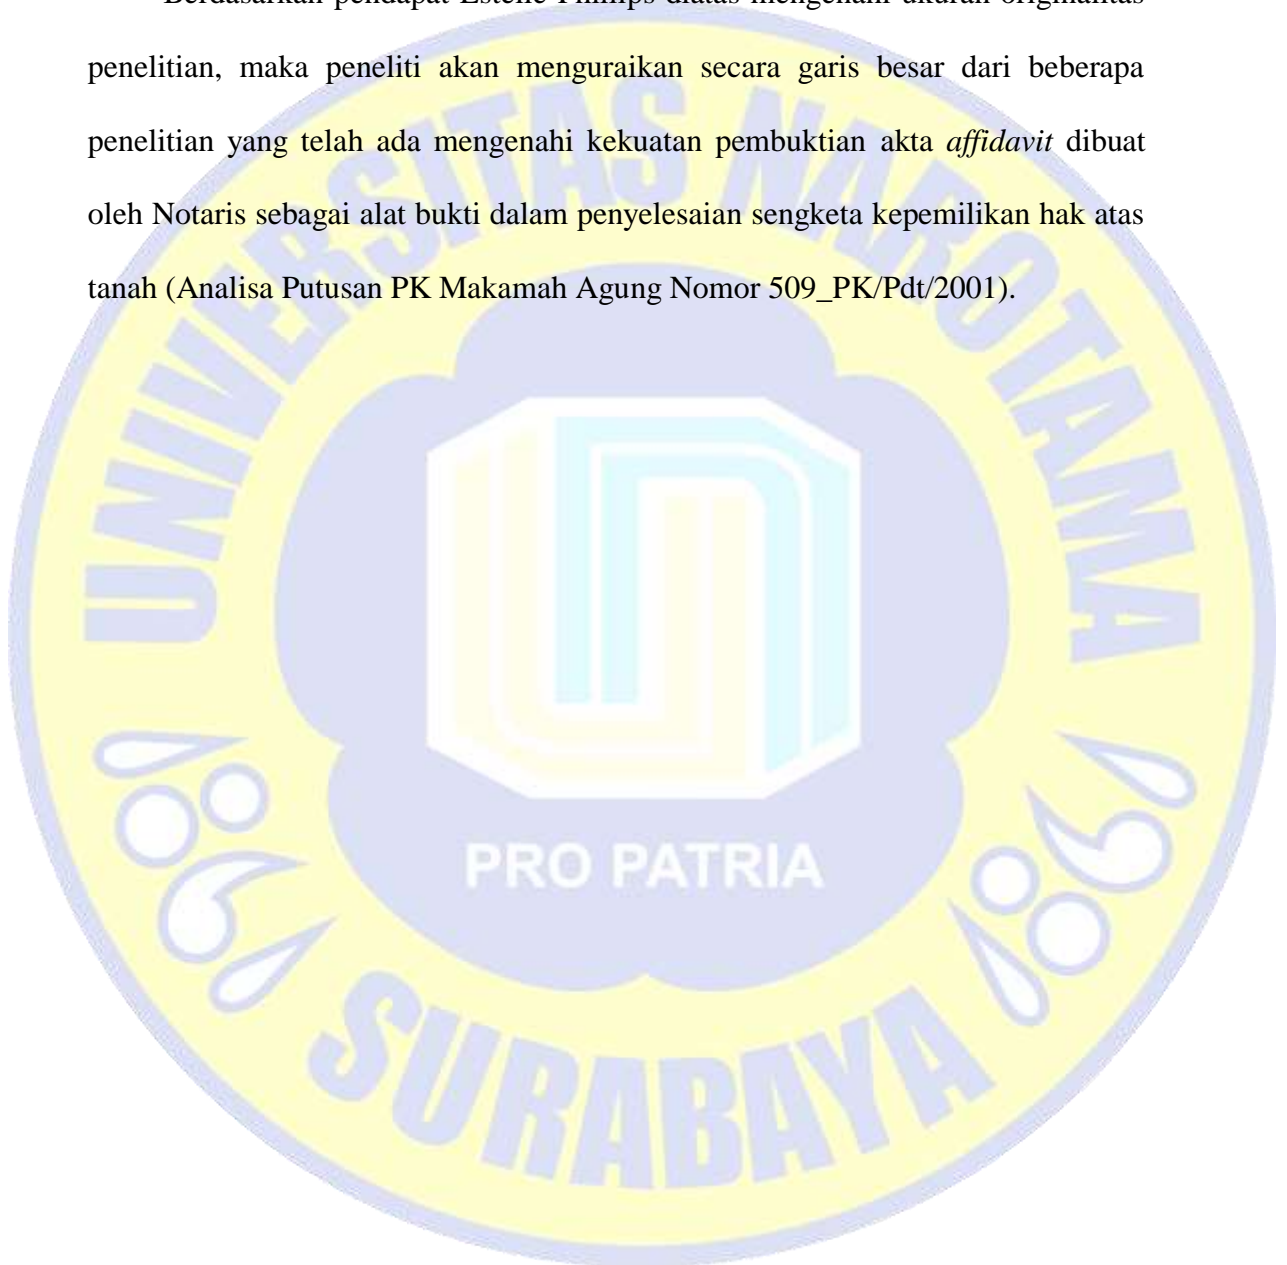 Berdasarkan pendapat Estelle Phillips diatas mengenahi ukuran originalitas
penelitian, maka peneliti akan menguraikan secara garis besar dari beberapa
penelitian yang telah ada mengenahi kekuatan pembuktian akta affidavit dibuat
oleh Notaris sebagai alat bukti dalam penyelesaian sengketa kepemilikan hak atas
tanah (Analisa Putusan PK Makamah Agung Nomor 509_PK/Pdt/2001).
UNIVERSITAS NAROTAMA
PRO PATRIA
SURABAYA